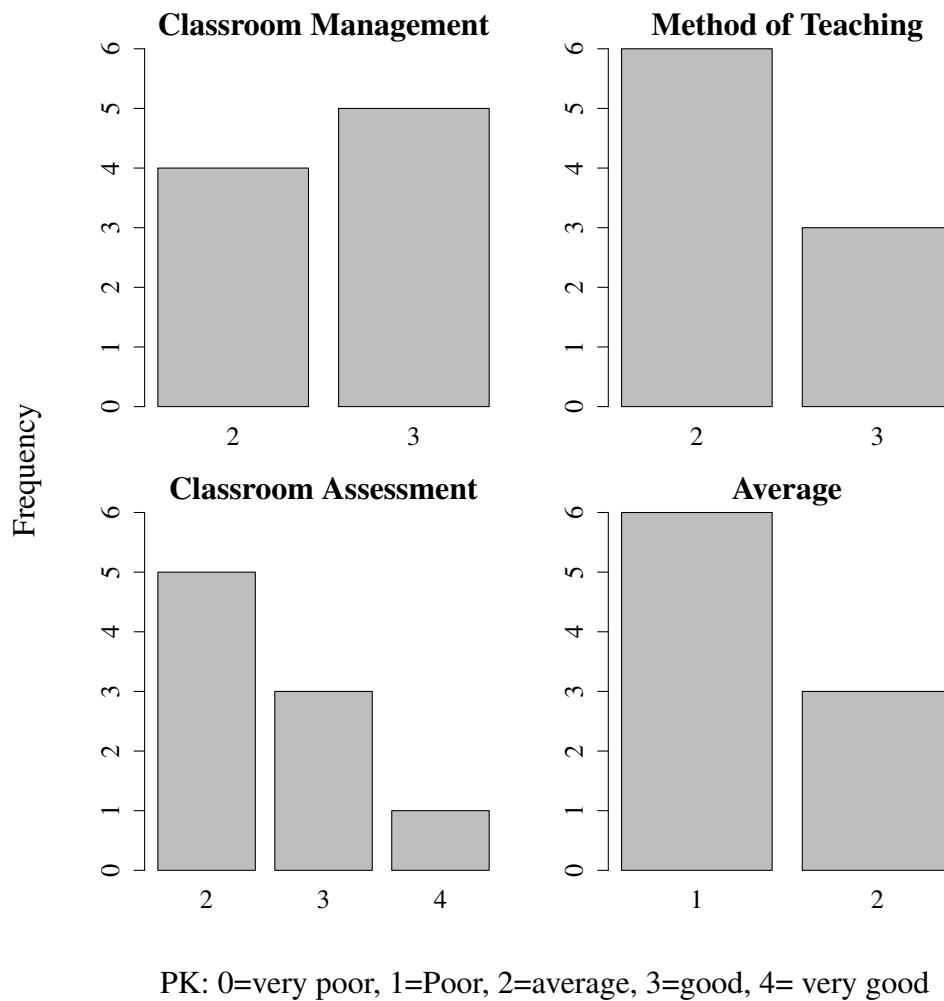 Classroom Management
0 1 2 3 4 5 6
2 3
Method of Teaching
0 1 2 3 4 5 6
2 3
Frequency
Classroom Assessment
0 1 2 3 4 5 6
2 3 4
Average
0 1 2 3 4 5 6
1 2
PK: 0=very poor, 1=Poor, 2=average, 3=good, 4= very good